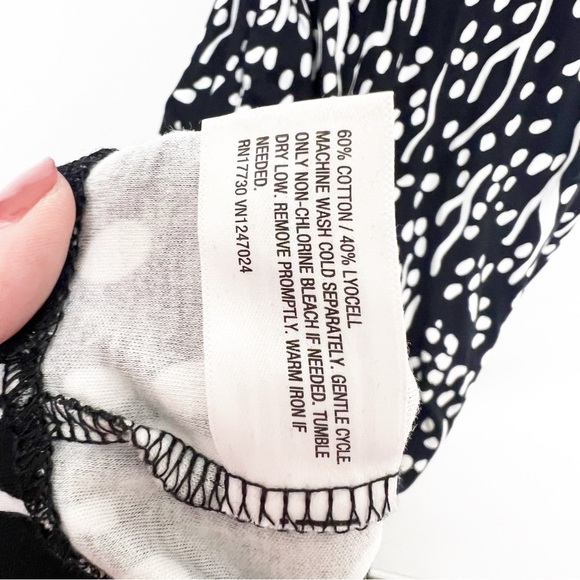 60% COTTON / 40% LYOCELL
MACHINE WASH COLD SEPARATELY. GENTLE CYCLE
ONLY NON-CHLORINE BLEACH IF NEEDED. TUMBLE
DRY LOW. REMOVE PROMPTLY. WARM IRON IF
NEEDED.
RN17730 VN1247024